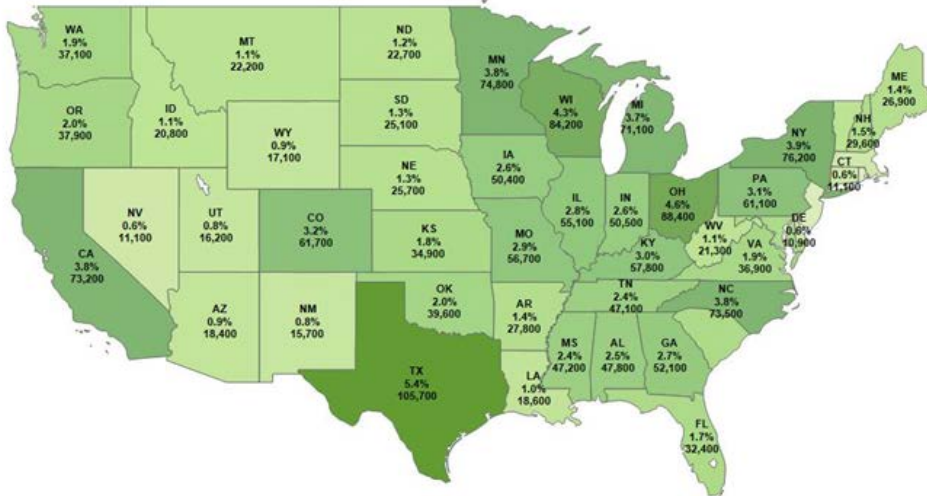 WA
1.9%
37,100
OR
2.0%
37,900
CA
3.8%
73,200
NV
0.6%
11,100
ID
1.1%
20,800
MT
1.1%
22,200
WY
0.9%
17,100
UT
0.8%
16,200
CO
3.2%
61,700
AZ
0.9%
18,400
NM
0.8%
15,700
ND
1.2%
22,700
SD
1.3%
25,100
NE
1.3%
25,700
KS
1.8%
34,900
OK
2.0%
39,600
TX
5.4%
105,700
MN
3.8%
74,800
IA
2.6%
50,400
MO
2.9%
56,700
AR
1.4%
27,800
LA
1.0%
18,600
WI
4.3%
84,200
IL
2.8%
55,100
MI
3.7%
71,100
IN
2.6%
50,500
OH
4.6%
88,400
KY
3.0%
57,800
TN
2.4%
47,100
MS
2.4%
47,200
AL
2.5%
47,800
GA
2.7%
52,100
FL
1.7%
32,400
NC
3.8%
73,500
VA
1.9%
36,900
WV
1.1%
21,300
PA
3.1%
61,100
NY
3.9%
76,200
DE
0.6%
10,900
CT
0.6%
11,100
NH
1.5%
29,600
ME
1.4%
26,900